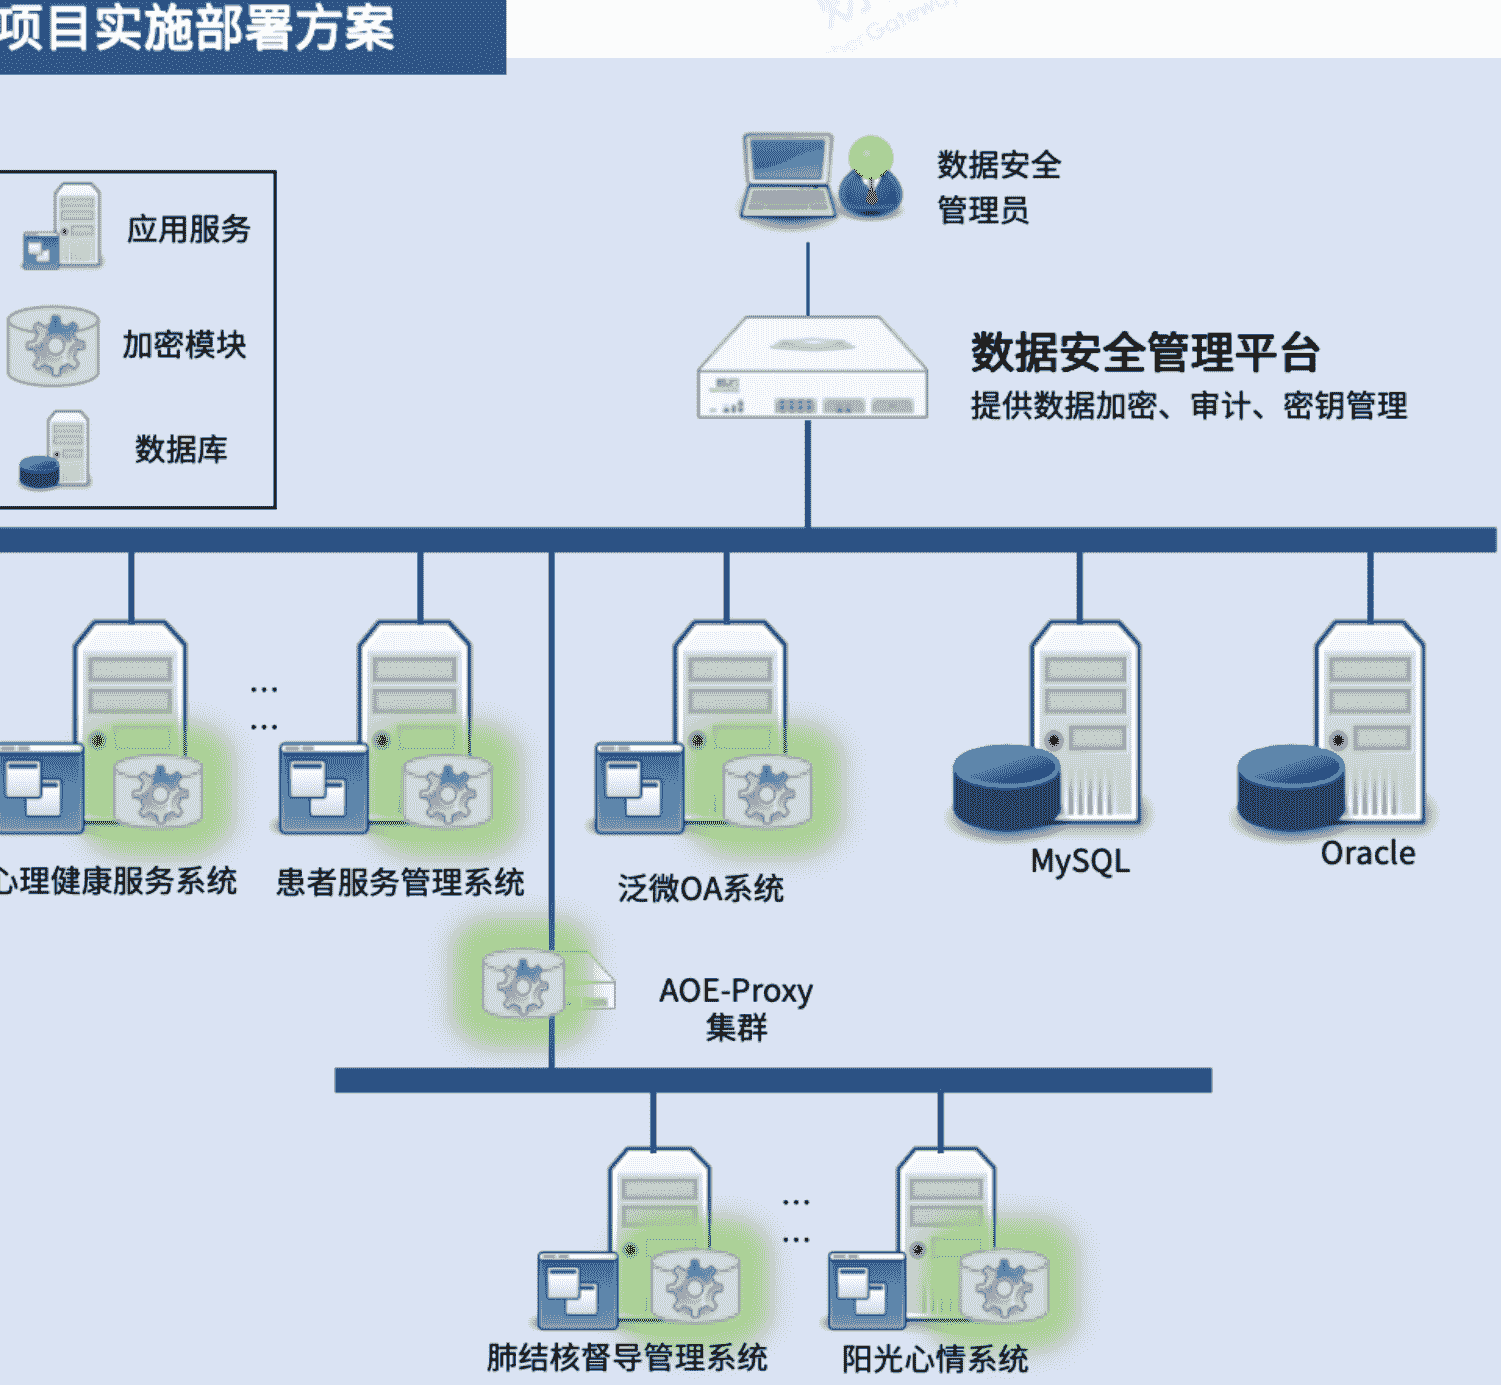 项目实施部署方案
Gateway
数据安全
管理员
应用服务
加密模块
数据库
数据安全管理平台
提供数据加密、审计、密钥管理
...
...
心理健康服务系统
患者服务管理系统
泛微OA系统
MySQL
Oracle
AOE-Proxy
集群
...
...
肺结核督导管理系统
阳光心情系统